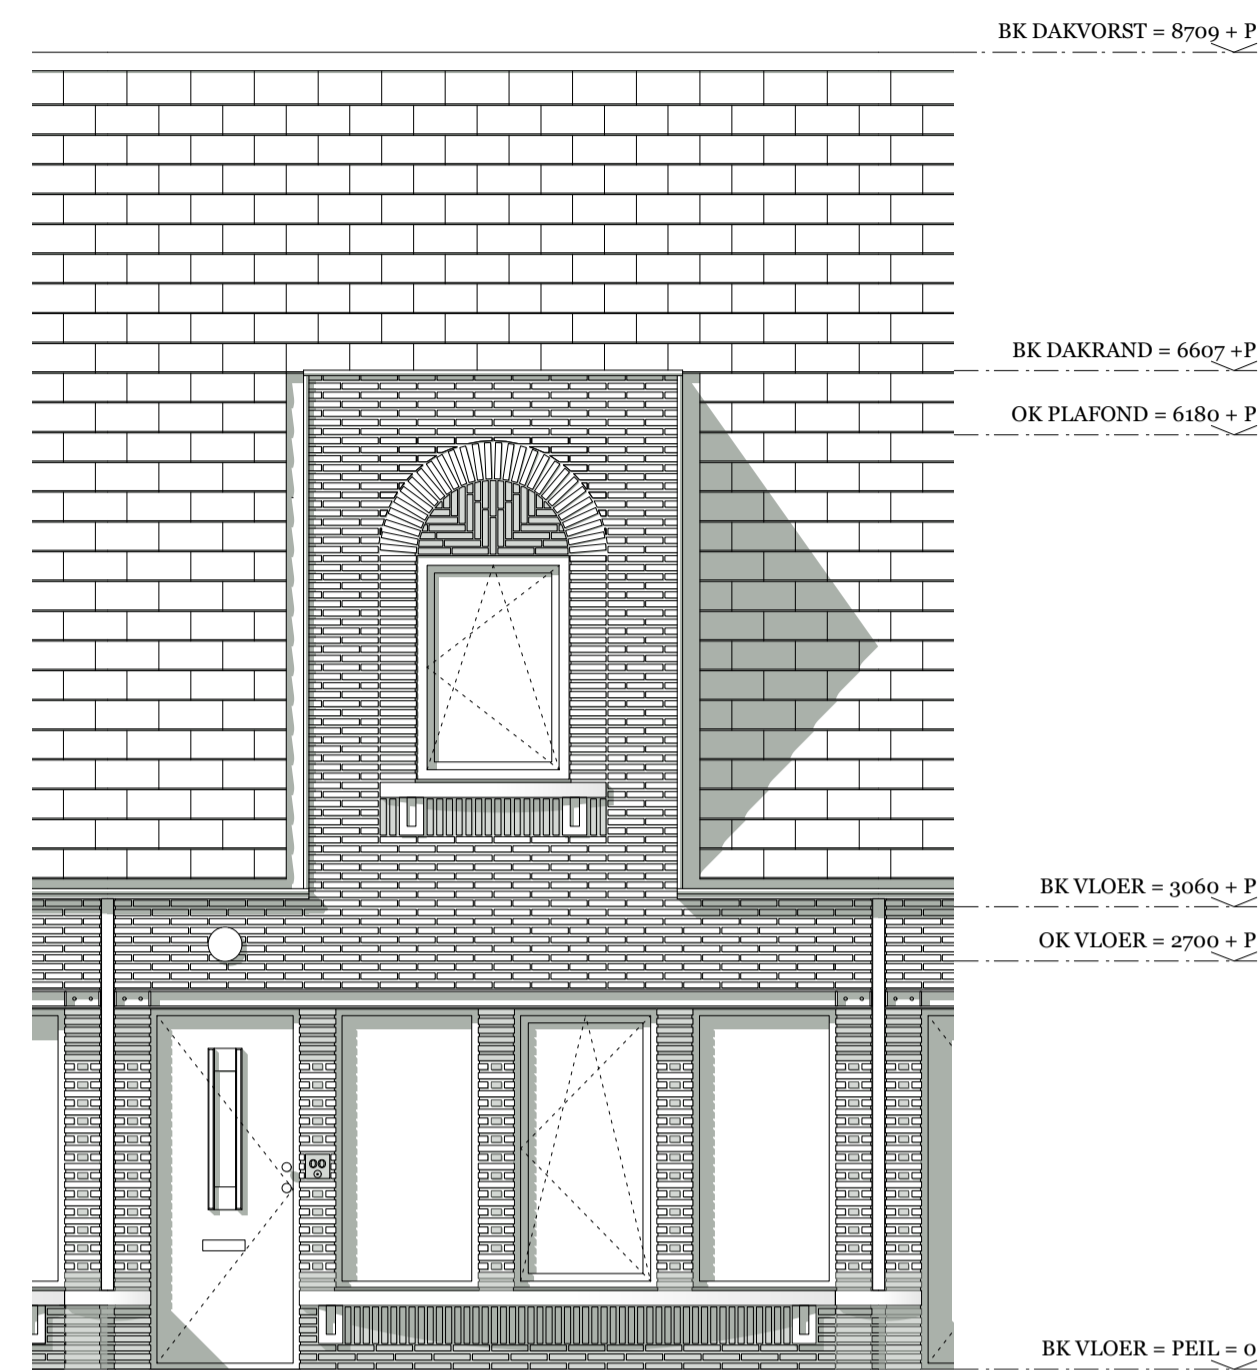 BK DAKVORST = 8709 + P
BK DAKRAND = 6607 +P
OK PLAFOND = 6180 + P
BK VLOER = 3060 + P
OK VLOER = 2700 + P
BK VLOER = PEIL = 0